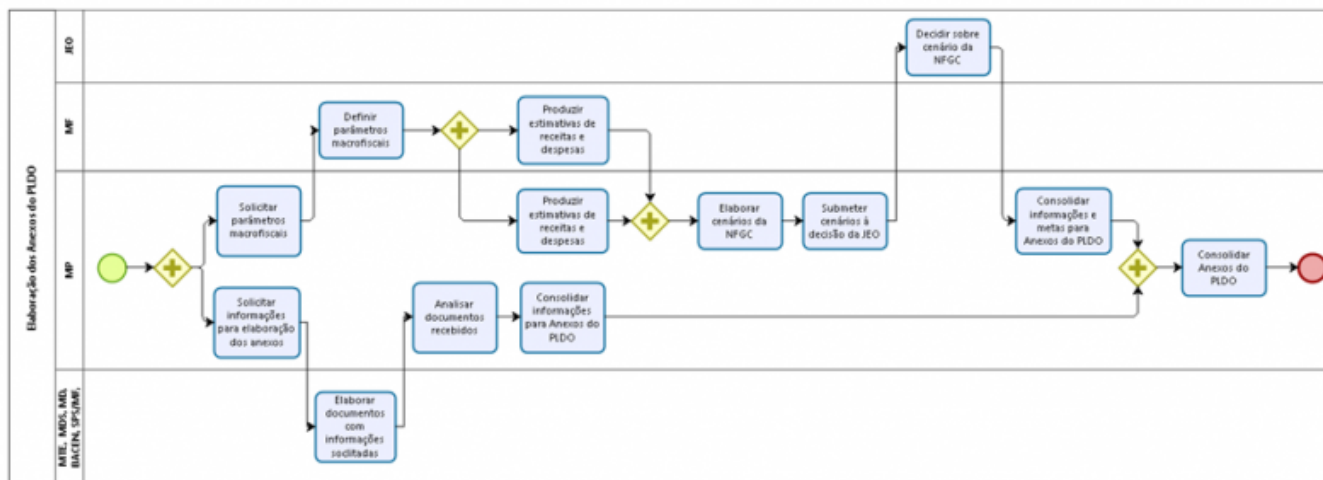 Elaboração dos Anexos do PLDO
JEO
Decidir sobre
cenário da
NFGC
MF
Definir
parâmetros
macrofiscais
Produzir
estimativas de
receitas e
despesas
MP
Solicitar
parâmetros
macrofiscais
Produzir
estimativas de
receitas e
despesas
Elaborar
cenários da
NFGC
Submeter
cenários à
decisão da JEO
Consolidar
informações e
metas para
Anexos do PLDO
Consolidar
Anexos do
PLDO
Solicitar
informações
para elaboração
dos anexos
Analisar
documentos
recebidos
Consolidar
informações
para Anexos do
PLDO
MTE, MDS, MD,
BACEN, SPS/MF,
Elaborar
documentos
com
informações
soclitadas